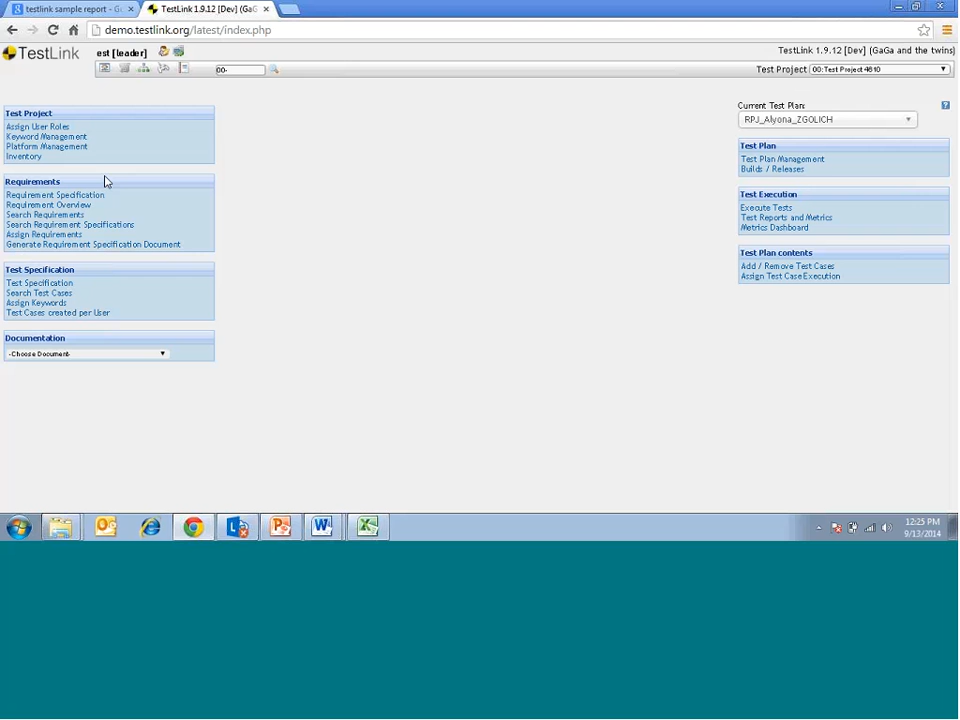 testlink sample report - Go
TestLink 1.9.12 [Dev] (GaG
demo.testlink.org/latest/index.php
TestLink
est [leader]
TestLink 1.9.12 [Dev] (GaGa and the twins)
00-
Test Project
00:Test Project 4610
Test Project
Assign User Roles
Keyword Management
Platform Management
Inventory
Requirements
Requirement Specification
Requirement Overview
Search Requirements
Search Requirement Specifications
Assign Requirements
Generate Requirement Specification Document
Test Specification
Test Specification
Search Test Cases
Assign Keywords
Test Cases created per User
Documentation
-Choose Document-
Current Test Plan:
RPJ_Alyona_ZGOLICH
Test Plan
Test Plan Management
Builds / Releases
Test Execution
Execute Tests
Test Reports and Metrics
Metrics Dashboard
Test Plan contents
Add / Remove Test Cases
Assign Test Case Execution
12:25 PM
9/13/2014